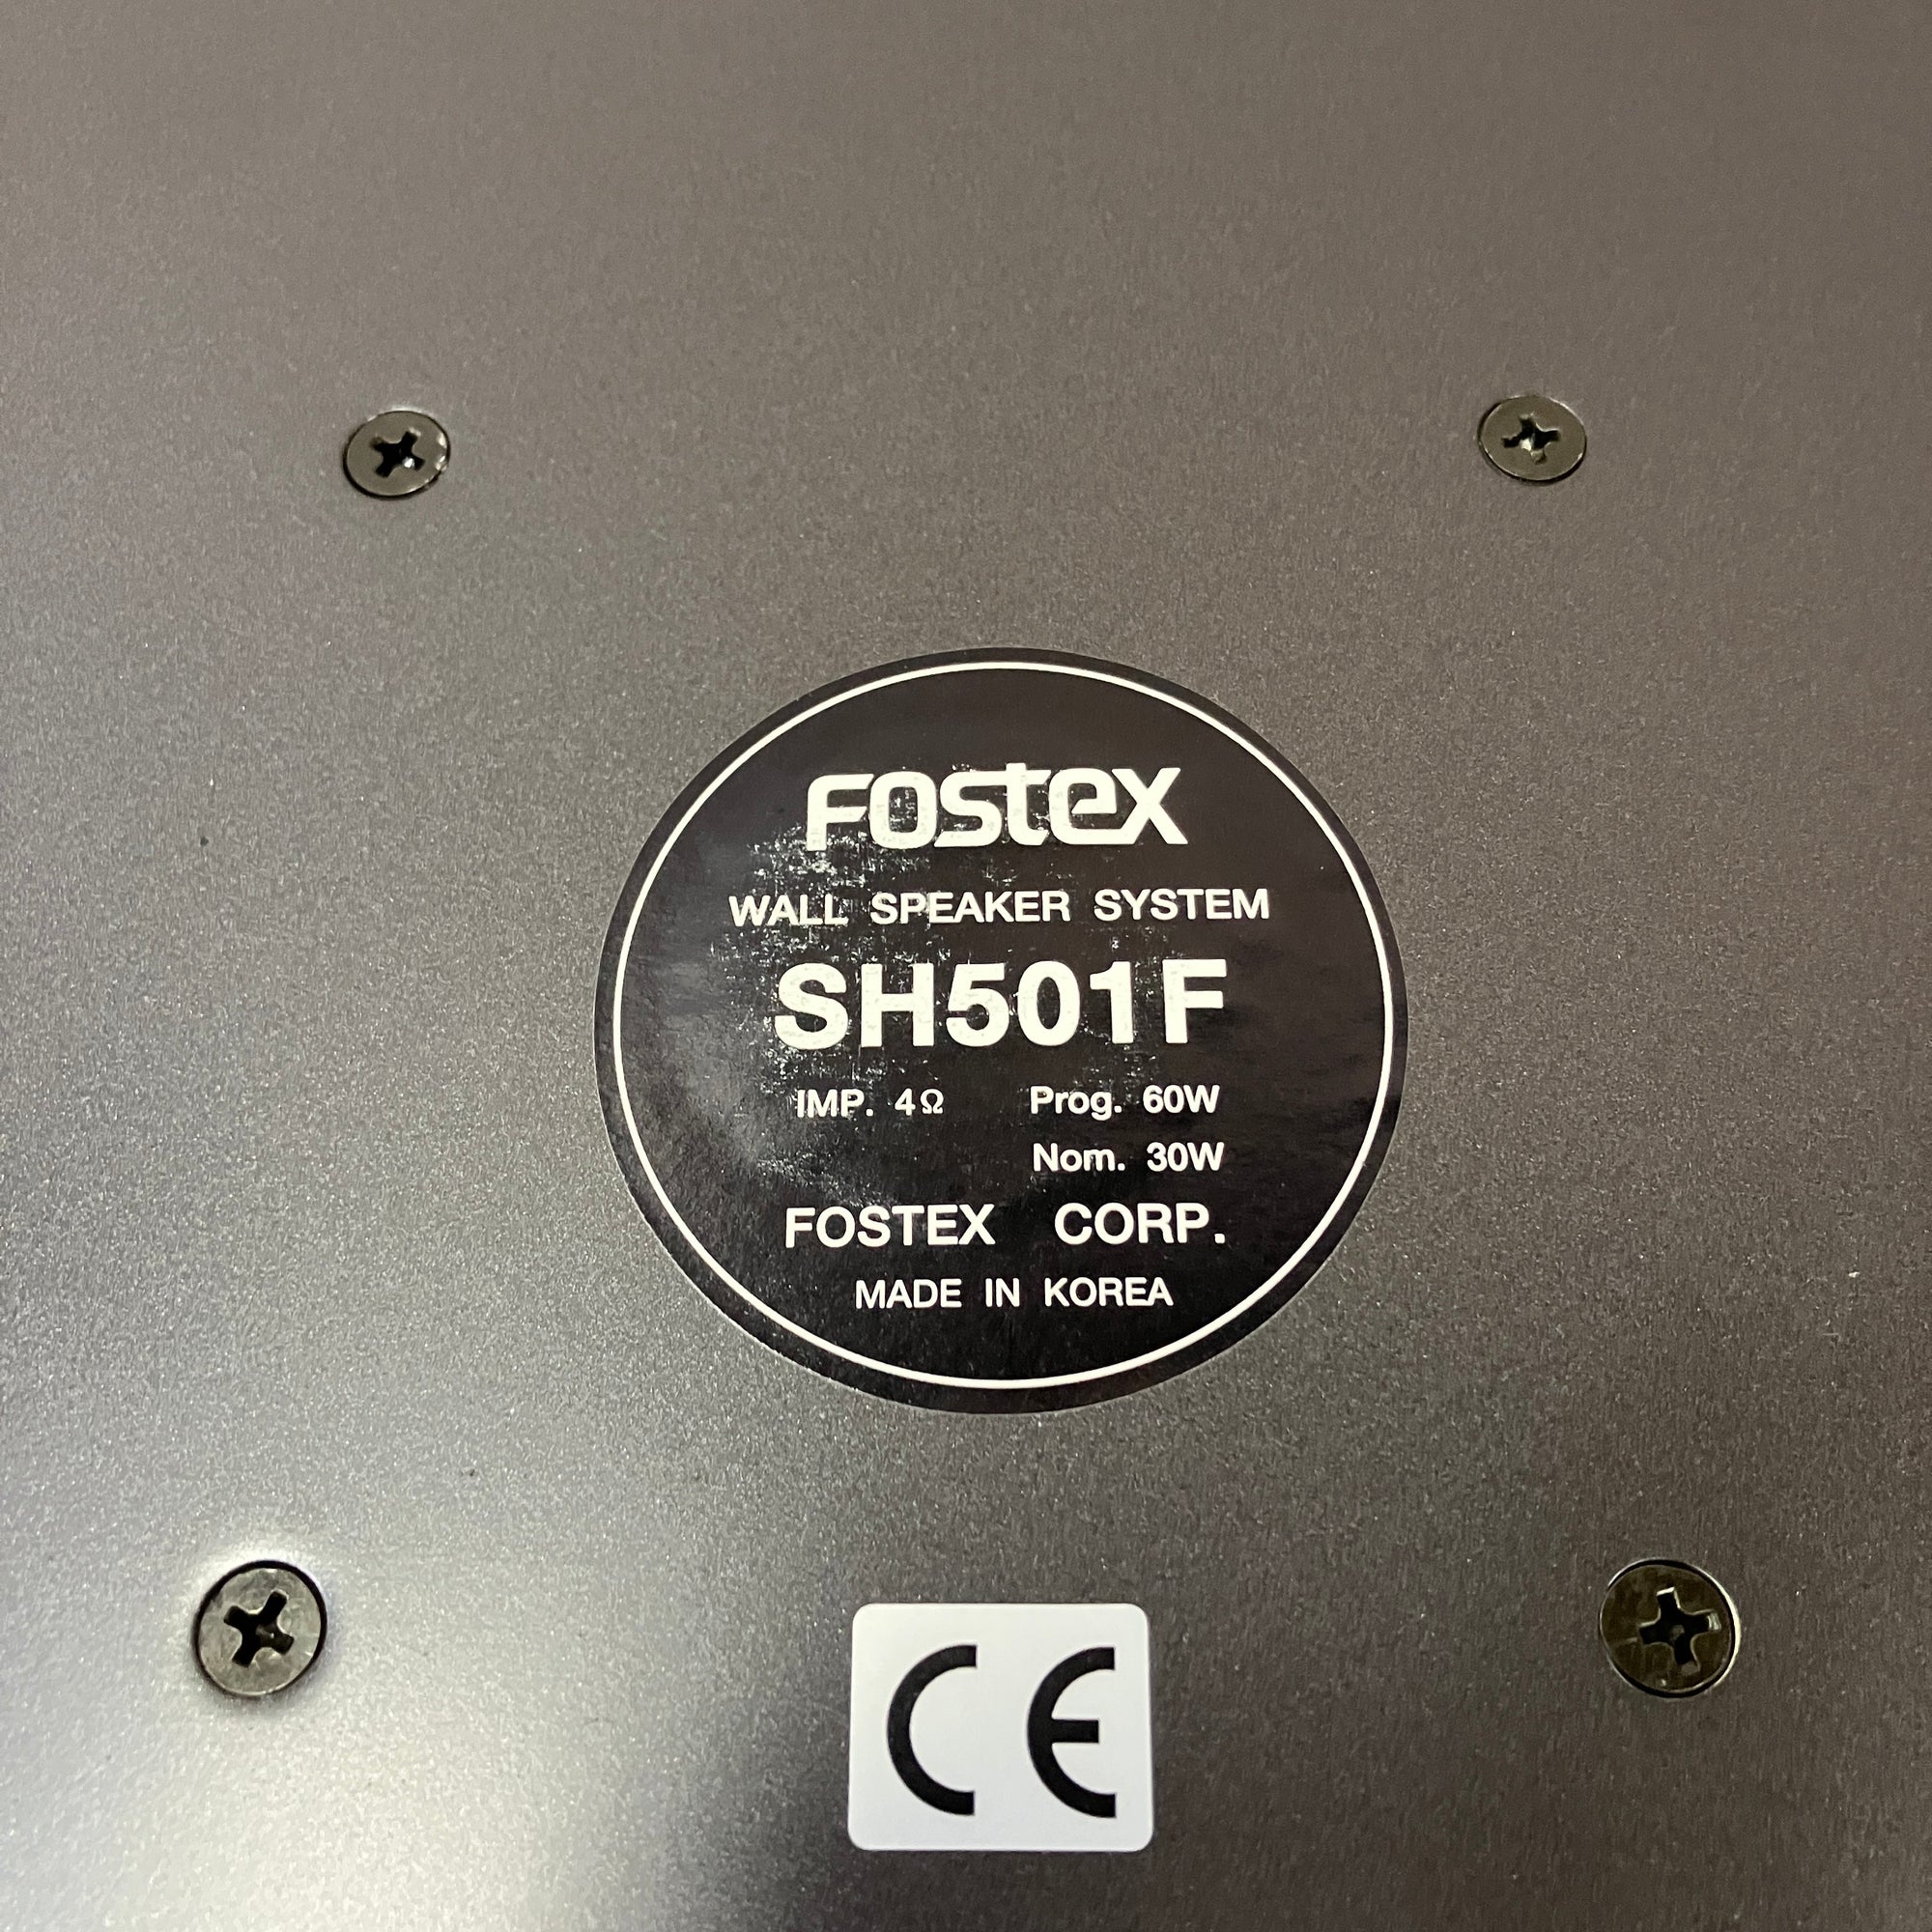 FOSTEX
WALL SPEAKER SYSTEM
SH501F
IMP. 4Ω Prog. 60W
Nom. 30W
FOSTEX CORP.
MADE IN KOREA
CE